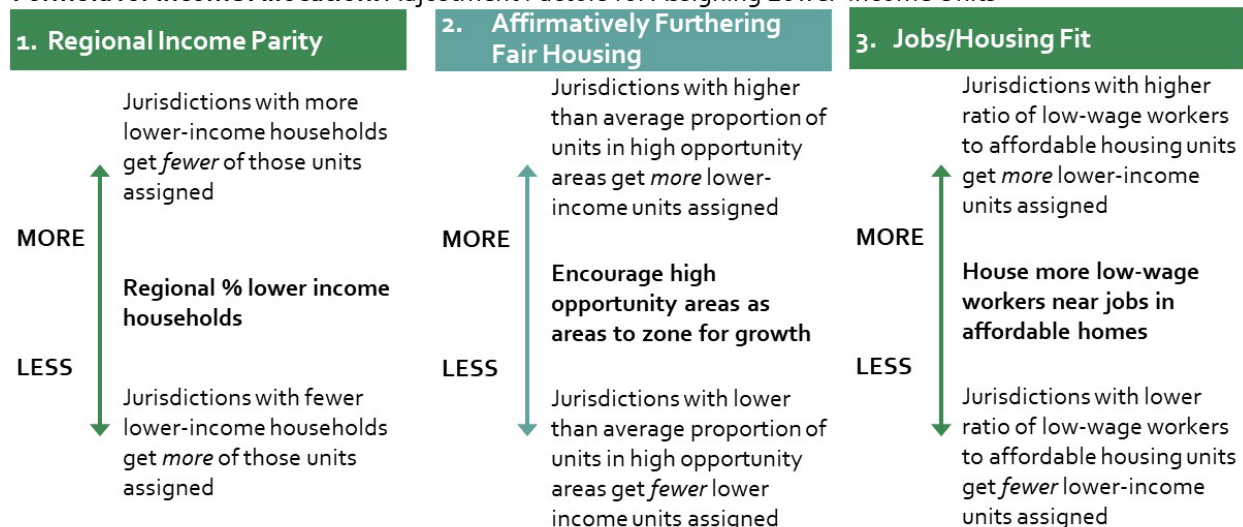 Formula for Income Allocation: Adjustment Factors for Assigning Lower-Income Units
1. Regional Income Parity
Jurisdictions with more
lower-income households
get fewer of those units
assigned
MORE
Regional % lower income
households
LESS
Jurisdictions with fewer
lower-income households
get more of those units
assigned
2. Affirmatively Furthering
Fair Housing
Jurisdictions with higher
than average proportion of
units in high opportunity
areas get more lower-
income units assigned
MORE
Encourage high
opportunity areas as
areas to zone for growth
LESS
Jurisdictions with lower
than average proportion of
units in high opportunity
areas get fewer lower
income units assigned
3. Jobs/Housing Fit
Jurisdictions with higher
ratio of low-wage workers
to affordable housing units
get more lower-income
units assigned
MORE
House more low-wage
workers near jobs in
affordable homes
LESS
Jurisdictions with lower
ratio of low-wage workers
to affordable housing units
get fewer lower-income
units assigned